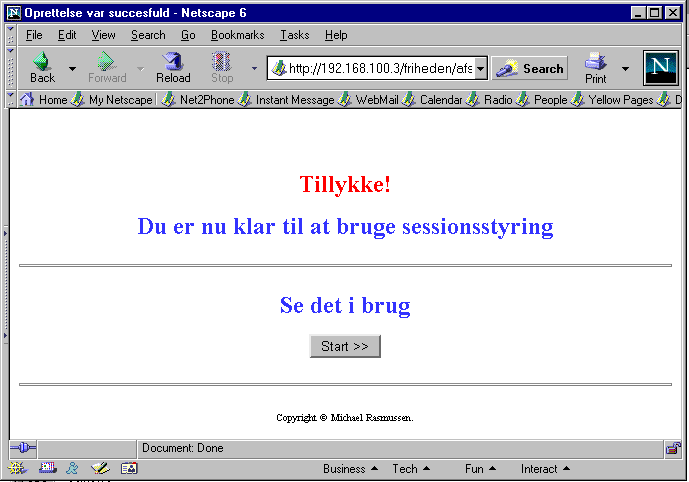 Oprettelse var succesfuld - Netscape 6
File Edit View Search Go Bookmarks Tasks Help
Back Forward Reload Stop http://192.168.100.3/friheden/afs Search Print N
Home My Netscape Net2Phone Instant Message WebMail Calendar Radio People Yellow Pages D
Tillykke!
Du er nu klar til at bruge sessionsstyring
Se det i brug
Start >>
Copyright © Michael Rasmussen.
Document: Done
Business Tech Fun Interact